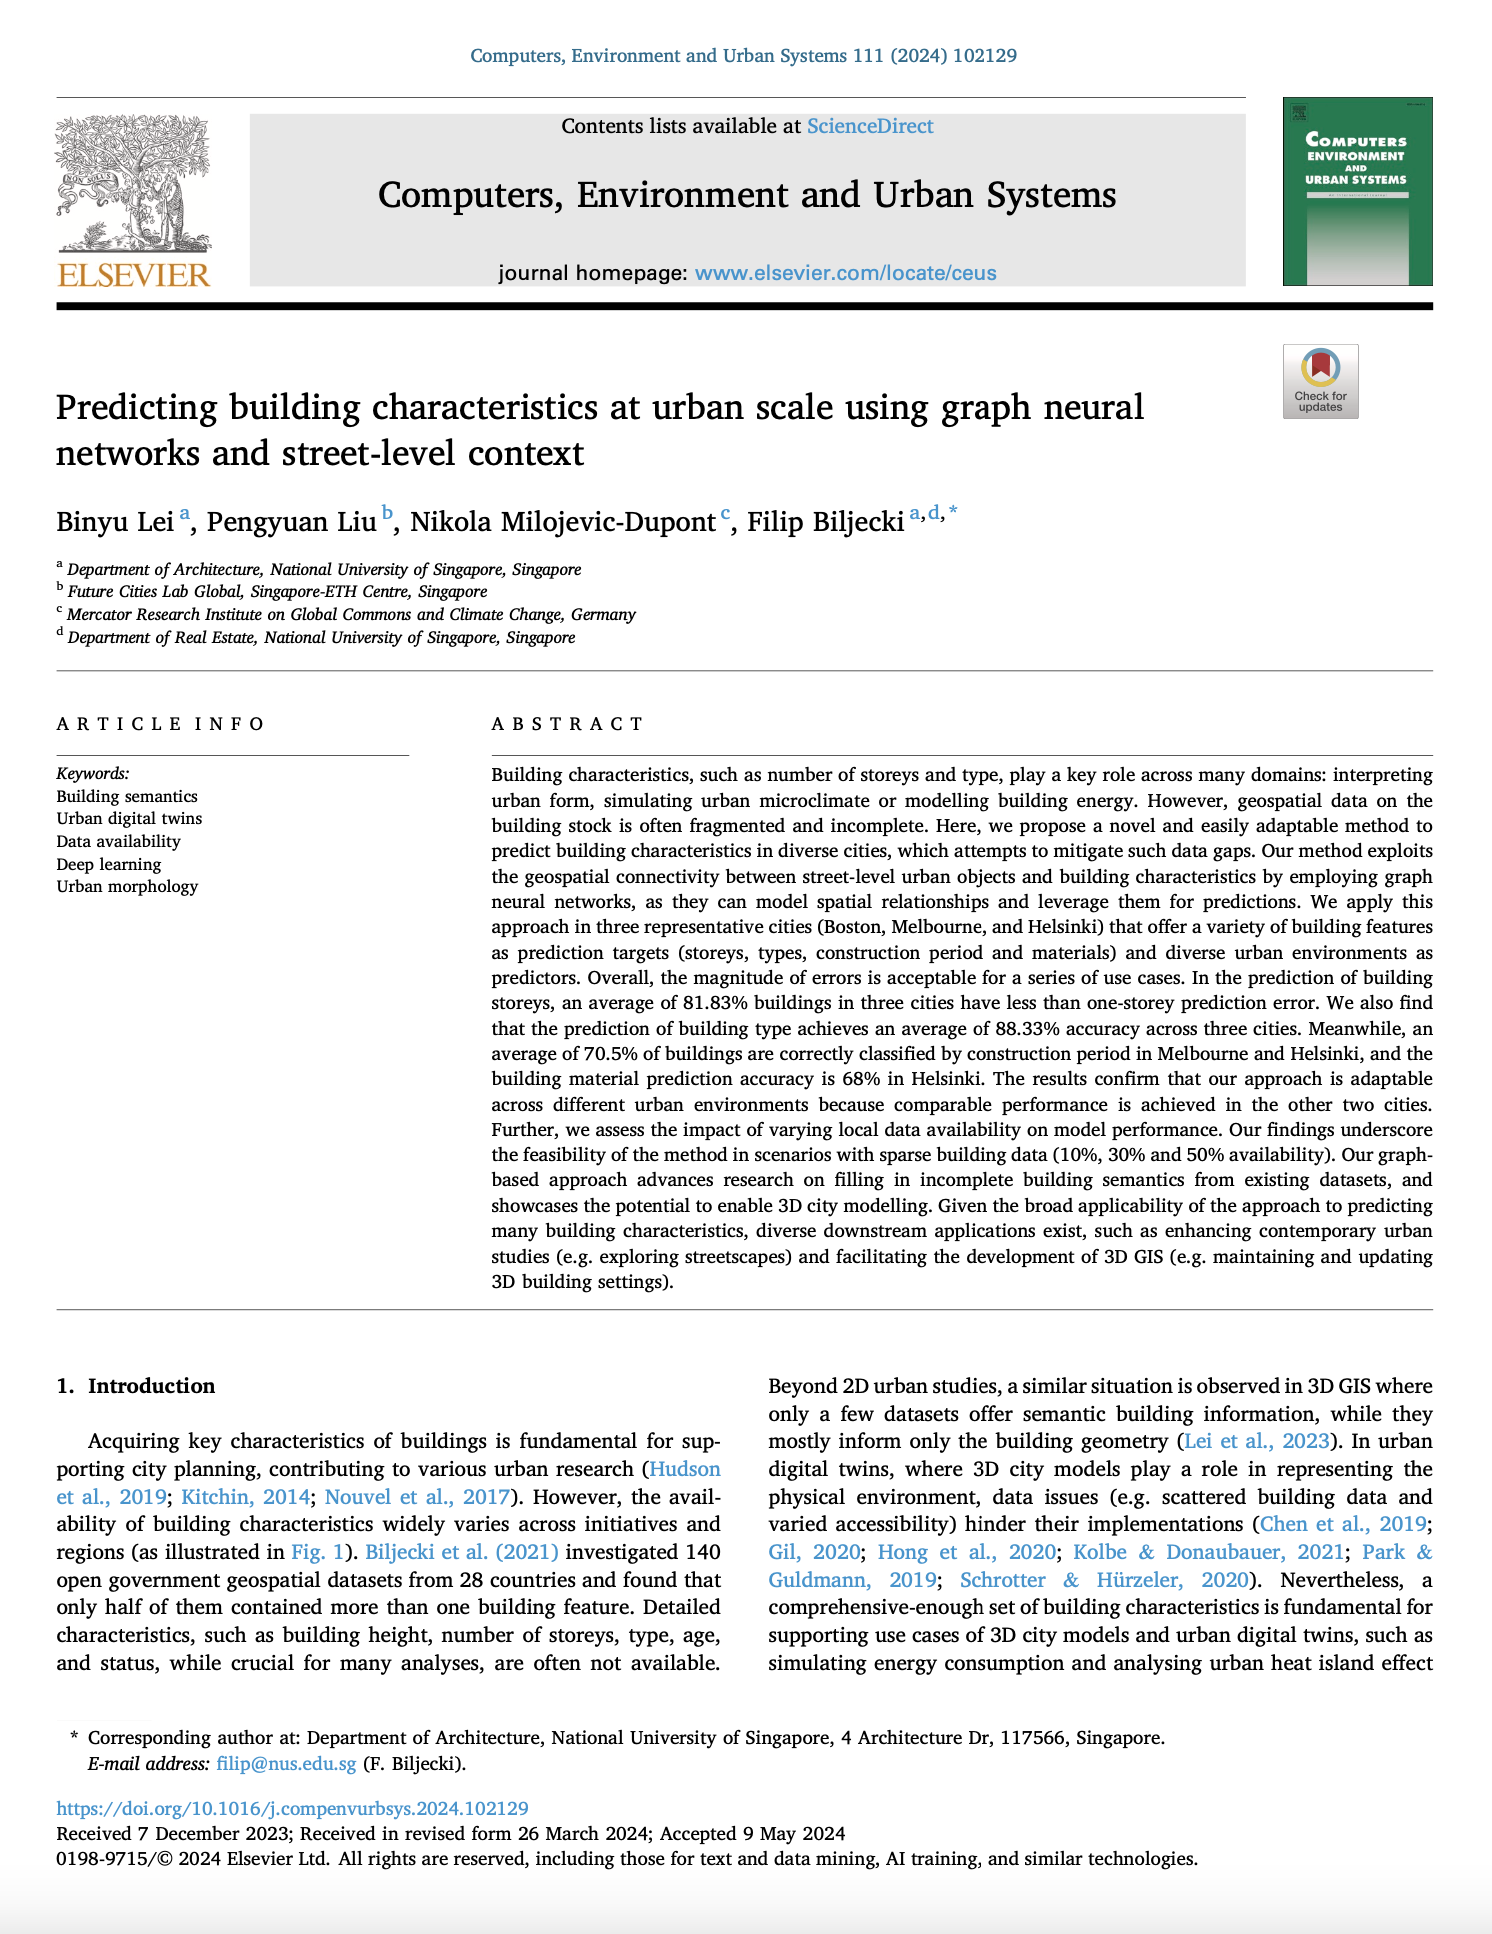 Computers, Environment and Urban Systems 111 (2024) 102129
Contents lists available at ScienceDirect
Computers, Environment and Urban Systems
journal homepage: www.elsevier.com/locate/ceus
NON SOLUS
ELSEVIER
COMPUTERS
ENVIRONMENT
AND
URBAN SYSTEMS
Check for
updates
Predicting building characteristics at urban scale using graph neural
networks and street-level context
Binyu Lei a, Pengyuan Liu b, Nikola Milojevic-Dupont c, Filip Biljecki a,d,*
a Department of Architecture, National University of Singapore, Singapore
b Future Cities Lab Global, Singapore-ETH Centre, Singapore
c Mercator Research Institute on Global Commons and Climate Change, Germany
d Department of Real Estate, National University of Singapore, Singapore
ARTICLE INFO
Keywords:
Building semantics
Urban digital twins
Data availability
Deep learning
Urban morphology
ABSTRACT
Building characteristics, such as number of storeys and type, play a key role across many domains: interpreting
urban form, simulating urban microclimate or modelling building energy. However, geospatial data on the
building stock is often fragmented and incomplete. Here, we propose a novel and easily adaptable method to
predict building characteristics in diverse cities, which attempts to mitigate such data gaps. Our method exploits
the geospatial connectivity between street-level urban objects and building characteristics by employing graph
neural networks, as they can model spatial relationships and leverage them for predictions. We apply this
approach in three representative cities (Boston, Melbourne, and Helsinki) that offer a variety of building features
as prediction targets (storeys, types, construction period and materials) and diverse urban environments as
predictors. Overall, the magnitude of errors is acceptable for a series of use cases. In the prediction of building
storeys, an average of 81.83% buildings in three cities have less than one-storey prediction error. We also find
that the prediction of building type achieves an average of 88.33% accuracy across three cities. Meanwhile, an
average of 70.5% of buildings are correctly classified by construction period in Melbourne and Helsinki, and the
building material prediction accuracy is 68% in Helsinki. The results confirm that our approach is adaptable
across different urban environments because comparable performance is achieved in the other two cities.
Further, we assess the impact of varying local data availability on model performance. Our findings underscore
the feasibility of the method in scenarios with sparse building data (10%, 30% and 50% availability). Our graph-
based approach advances research on filling in incomplete building semantics from existing datasets, and
showcases the potential to enable 3D city modelling. Given the broad applicability of the approach to predicting
many building characteristics, diverse downstream applications exist, such as enhancing contemporary urban
studies (e.g. exploring streetscapes) and facilitating the development of 3D GIS (e.g. maintaining and updating
3D building settings).
1. Introduction
Acquiring key characteristics of buildings is fundamental for sup-
porting city planning, contributing to various urban research (Hudson
et al., 2019; Kitchin, 2014; Nouvel et al., 2017). However, the avail-
ability of building characteristics widely varies across initiatives and
regions (as illustrated in Fig. 1). Biljecki et al. (2021) investigated 140
open government geospatial datasets from 28 countries and found that
only half of them contained more than one building feature. Detailed
characteristics, such as building height, number of storeys, type, age,
and status, while crucial for many analyses, are often not available.
Beyond 2D urban studies, a similar situation is observed in 3D GIS where
only a few datasets offer semantic building information, while they
mostly inform only the building geometry (Lei et al., 2023). In urban
digital twins, where 3D city models play a role in representing the
physical environment, data issues (e.g. scattered building data and
varied accessibility) hinder their implementations (Chen et al., 2019;
Gil, 2020; Hong et al., 2020; Kolbe & Donaubauer, 2021; Park &
Guldmann, 2019; Schrotter & Hürzeler, 2020). Nevertheless, a
comprehensive-enough set of building characteristics is fundamental for
supporting use cases of 3D city models and urban digital twins, such as
simulating energy consumption and analysing urban heat island effect
* Corresponding author at: Department of Architecture, National University of Singapore, 4 Architecture Dr, 117566, Singapore.
E-mail address: filip@nus.edu.sg (F. Biljecki).
https://doi.org/10.1016/j.compenvurbsys.2024.102129
Received 7 December 2023; Received in revised form 26 March 2024; Accepted 9 May 2024
0198-9715/© 2024 Elsevier Ltd. All rights are reserved, including those for text and data mining, AI training, and similar technologies.